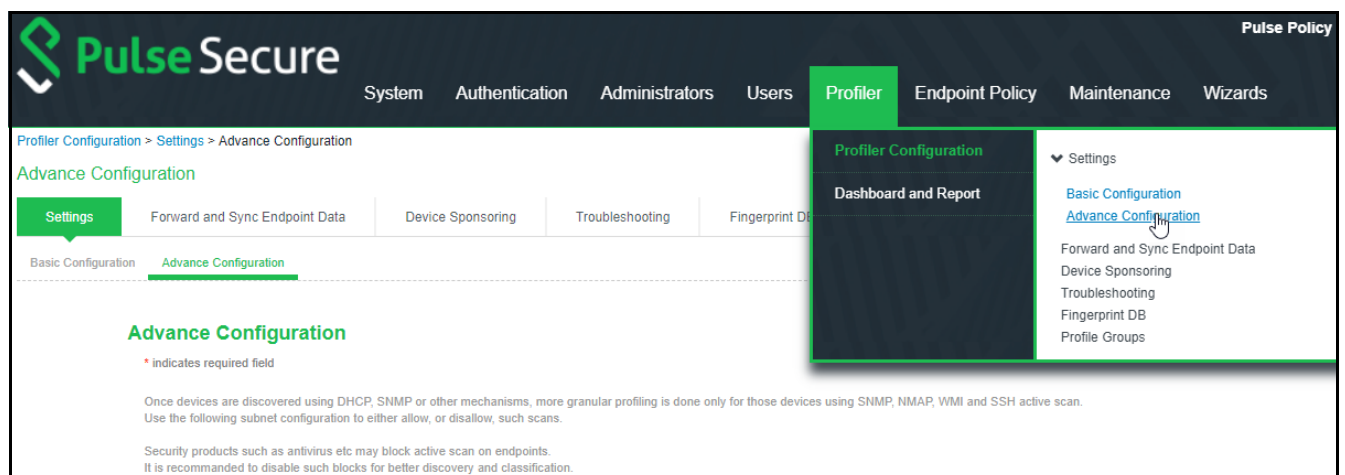 Pulse Secure
Pulse Policy
System Authentication Administrators Users Profiler Endpoint Policy Maintenance Wizards
Profiler Configuration > Settings > Advance Configuration
Advance Configuration
Settings Forward and Sync Endpoint Data Device Sponsoring Troubleshooting Fingerprint
Basic Configuration Advance Configuration
Profiler Configuration
Dashboard and Report
Settings
Basic Configuration
Advance Configuration
Forward and Sync Endpoint Data
Device Sponsoring
Troubleshooting
Fingerprint DB
Profile Groups
Advance Configuration
* indicates required field
Once devices are discovered using DHCP, SNMP or other mechanisms, more granular profiling is done only for those devices using SNMP, NMAP, WMI and SSH active scan.
Use the following subnet configuration to either allow, or disallow, such scans.
Security products such as antivirus etc may block active scan on endpoints.
It is recommanded to disable such blocks for better discovery and classification.